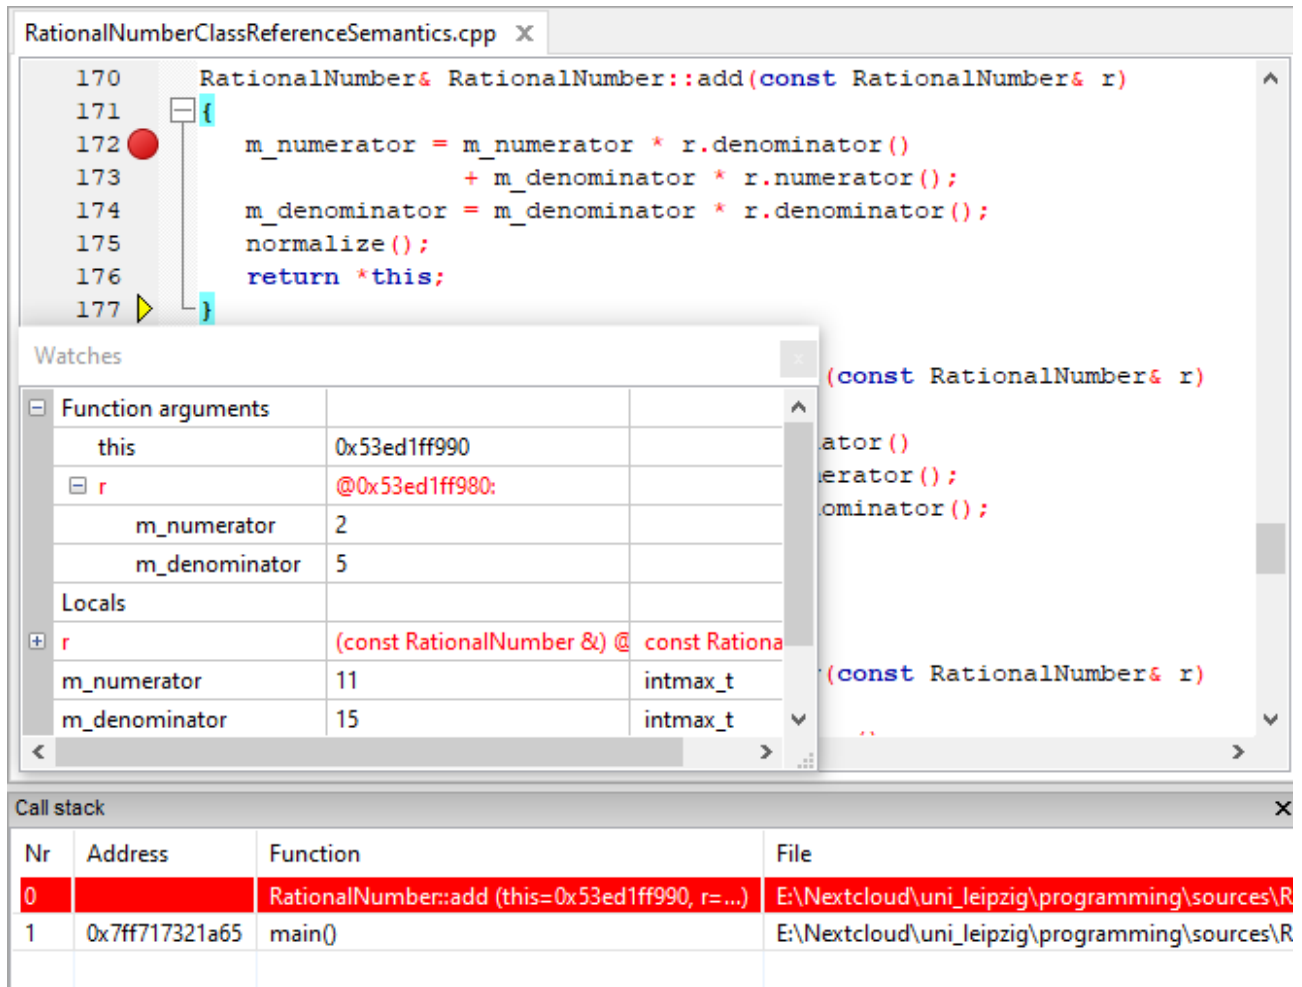 RationalNumberClassReferenceSemantics.cpp
170 RationalNumber& RationalNumber::add(const RationalNumber& r)
171 {
172 m_numerator = m_numerator * r.denominator()
173 + m_denominator * r.numerator();
174 m_denominator = m_denominator * r.denominator();
175 normalize();
176 return *this;
177 }
(const RationalNumber& r)
ator()
erator();
ominator();
(const RationalNumber& r)
Watches
Function arguments
this 0x53ed1ff990
r @0x53ed1ff980:
m_numerator 2
m_denominator 5
Locals
r (const RationalNumber &) @ const Rationa
m_numerator 11 intmax_t
m_denominator 15 intmax_t
Call stack
Nr Address Function File
0 RationalNumber::add (this=0x53ed1ff990, r=...) E:\Nextcloud\uni_leipzig\programming\sources\R
1 0x7ff717321a65 main() E:\Nextcloud\uni_leipzig\programming\sources\R